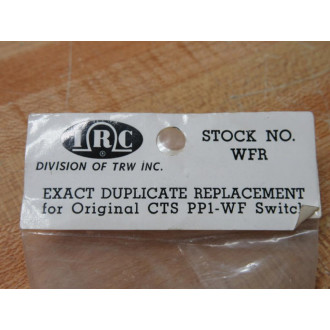 IRC
®
DIVISION OF TRW INC.
STOCK NO.
WFR
EXACT DUPLICATE REPLACEMENT
for Original CTS PP1-WF Switch